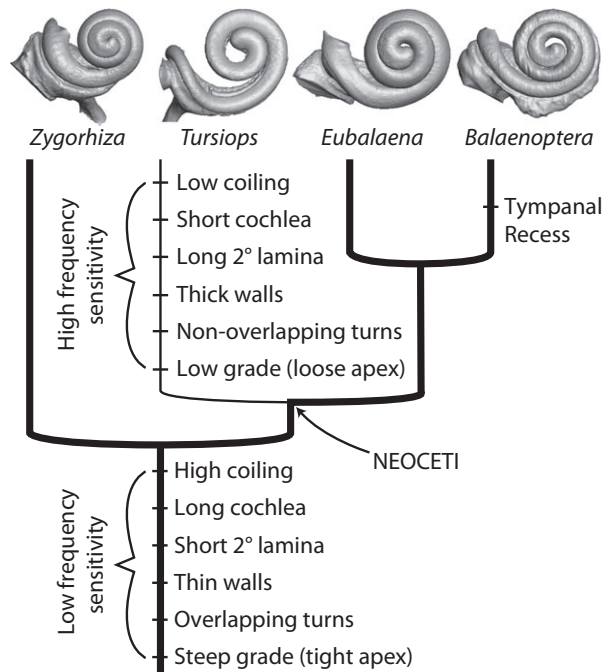 Zygorhiza Tursiops Eubalaena Balaenoptera
High frequency
sensitivity
Low coiling
Short cochlea
Long 2° lamina
Thick walls
Non-overlapping turns
Low grade (loose apex)
Tympanal
Recess
NEOCETI
Low frequency
sensitivity
High coiling
Long cochlea
Short 2° lamina
Thin walls
Overlapping turns
Steep grade (tight apex)